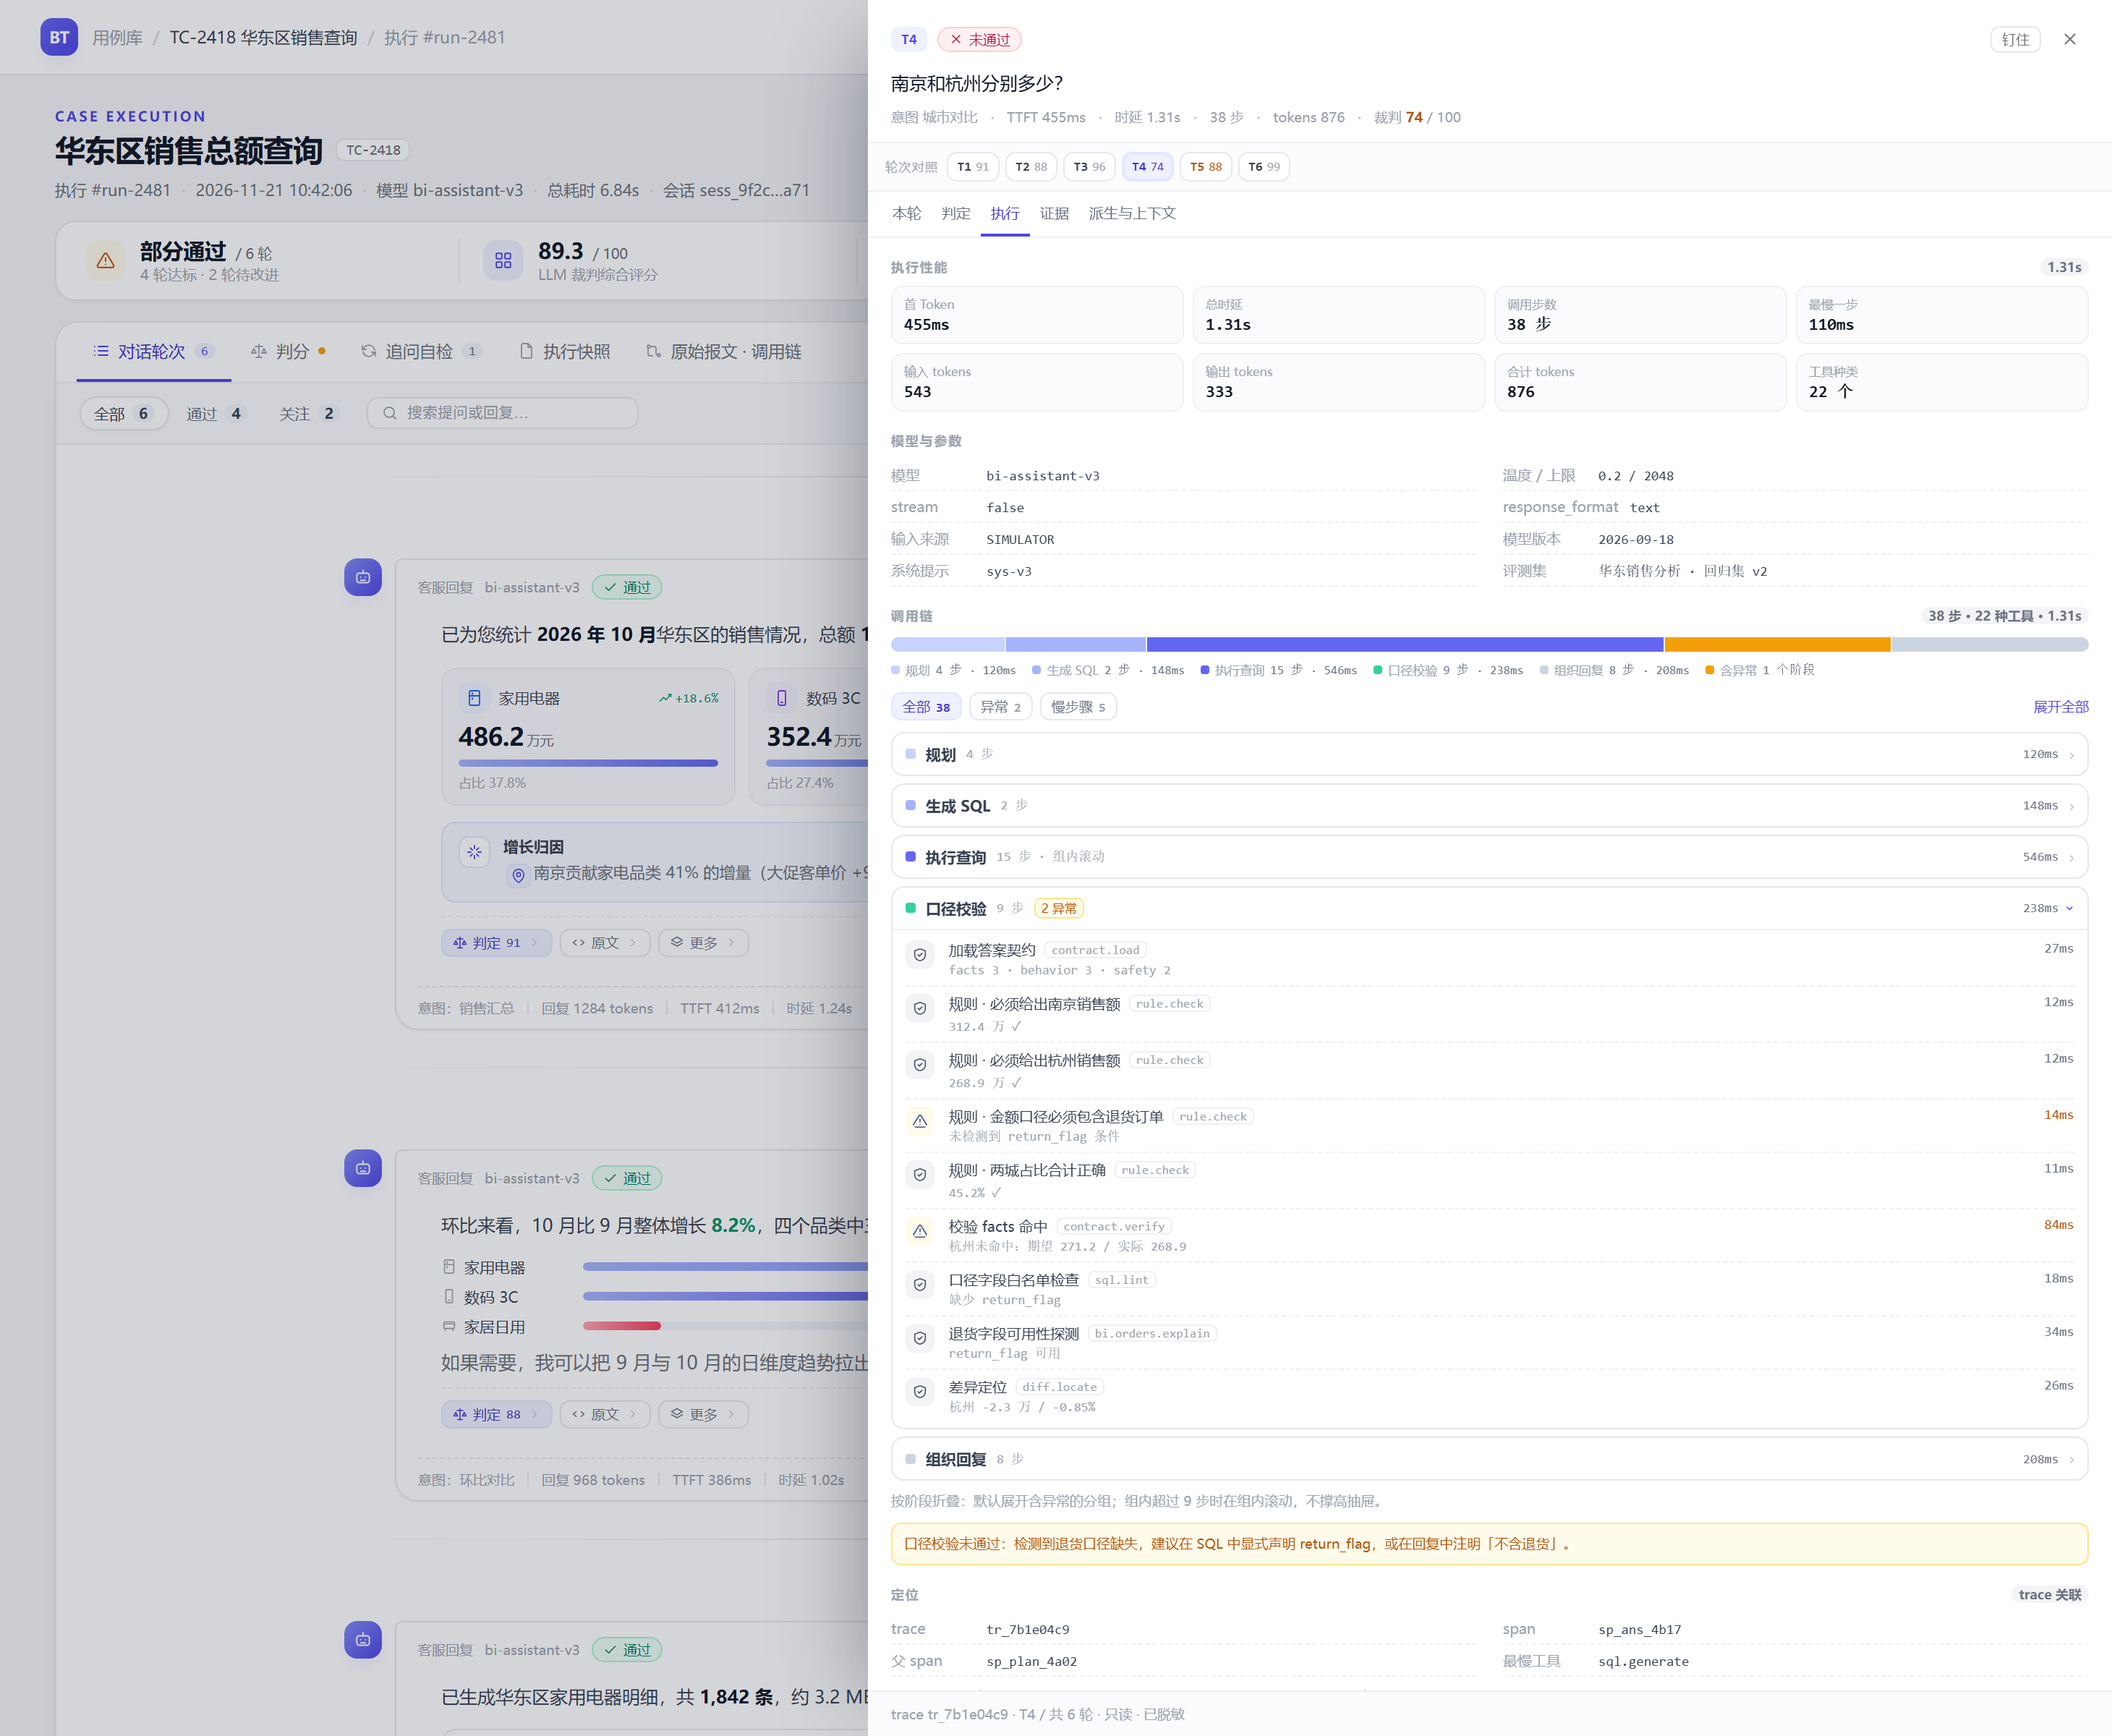 BT 用例库 / TC-2418 华东区销售查询 / 执行 #run-2481
CASE EXECUTION
华东区销售总额查询 TC-2418
执行 #run-2481 · 2026-11-21 10:42:06 · 模型 bi-assistant-v3 · 总耗时 6.84s · 会话 sess_9f2c…a71
部分通过 / 6 轮
4 轮达标 · 2 轮待改进
89.3 / 100
LLM 裁判综合评分
对话轮次 6 判分 追问自检 1 执行快照 原始报文 · 调用链
全部 6 通过 4 关注 2 搜索提问或回复…
客服回复 bi-assistant-v3 通过
已为您统计 2026 年 10 月华东区的销售情况，总额 1
家用电器 +18.6%
486.2 万元
占比 37.8%
数码 3C
352.4 万元
占比 27.4%
增长归因
南京贡献家电品类 41% 的增量（大促客单价 +9
判定 91 原文 更多
意图：销售汇总 回复 1284 tokens TTFT 412ms 时延 1.24s
客服回复 bi-assistant-v3 通过
环比来看，10 月比 9 月整体增长 8.2%，四个品类中
家用电器
数码 3C
家居日用
如果需要，我可以把 9 月与 10 月的日维度趋势拉出
判定 88 原文 更多
意图：环比对比 回复 968 tokens TTFT 386ms 时延 1.02s
客服回复 bi-assistant-v3 通过
已生成华东区家用电器明细，共 1,842 条，约 3.2 M
T4 未通过 钉住
南京和杭州分别多少？
意图 城市对比 · TTFT 455ms · 时延 1.31s · 38 步 · tokens 876 · 裁判 74 / 100
轮次对照 T1 91 T2 88 T3 96 T4 74 T5 88 T6 99
本轮 判定 执行 证据 派生与上下文
执行性能 1.31s
首 Token
455ms
总时延
1.31s
调用步数
38 步
最慢一步
110ms
输入 tokens
543
输出 tokens
333
合计 tokens
876
工具种类
22 个
模型与参数
模型 bi-assistant-v3 温度 / 上限 0.2 / 2048
stream false response_format text
输入来源 SIMULATOR 模型版本 2026-09-18
系统提示 sys-v3 评测集 华东销售分析 · 回归集 v2
调用链 38 步 • 22 种工具 • 1.31s
规划 4 步 · 120ms 生成 SQL 2 步 · 148ms 执行查询 15 步 · 546ms 口径校验 9 步 · 238ms 组织回复 8 步 · 208ms 含异常 1 个阶段
全部 38 异常 2 慢步骤 5 展开全部
规划 4 步 120ms
生成 SQL 2 步 148ms
执行查询 15 步 · 组内滚动 546ms
口径校验 9 步 2 异常 238ms
加载答案契约 contract.load 27ms
facts 3 · behavior 3 · safety 2
规则 · 必须给出南京销售额 rule.check 12ms
312.4 万 ✓
规则 · 必须给出杭州销售额 rule.check 12ms
268.9 万 ✓
规则 · 金额口径必须包含退货订单 rule.check 14ms
未检测到 return_flag 条件
规则 · 两城占比合计正确 rule.check 11ms
45.2% ✓
校验 facts 命中 contract.verify 84ms
杭州未命中：期望 271.2 / 实际 268.9
口径字段白名单检查 sql.lint 18ms
缺少 return_flag
退货字段可用性探测 bi.orders.explain 34ms
return_flag 可用
差异定位 diff.locate 26ms
杭州 -2.3 万 / -0.85%
组织回复 8 步 208ms
按阶段折叠：默认展开含异常的分组；组内超过 9 步时在组内滚动，不撑高抽屉。
口径校验未通过：检测到退货口径缺失，建议在 SQL 中显式声明 return_flag，或在回复中注明「不含退货」。
定位 trace 关联
trace tr_7b1e04c9 span sp_ans_4b17
父 span sp_plan_4a02 最慢工具 sql.generate
trace tr_7b1e04c9 · T4 / 共 6 轮 · 只读 · 已脱敏